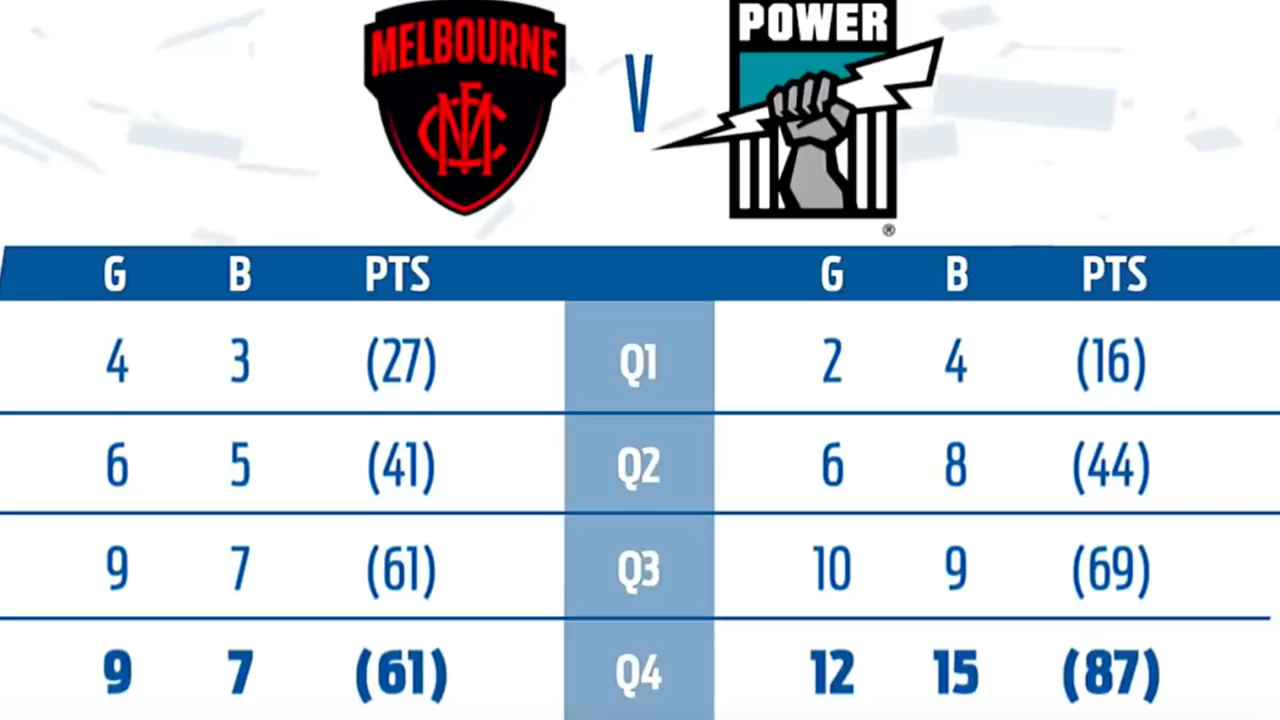 MELBOURNE V POWER
MFC
®
G B PTS G B PTS
4 3 (27) Q1 2 4 (16)
6 5 (41) Q2 6 8 (44)
9 7 (61) Q3 10 9 (69)
9 7 (61) Q4 12 15 (87)